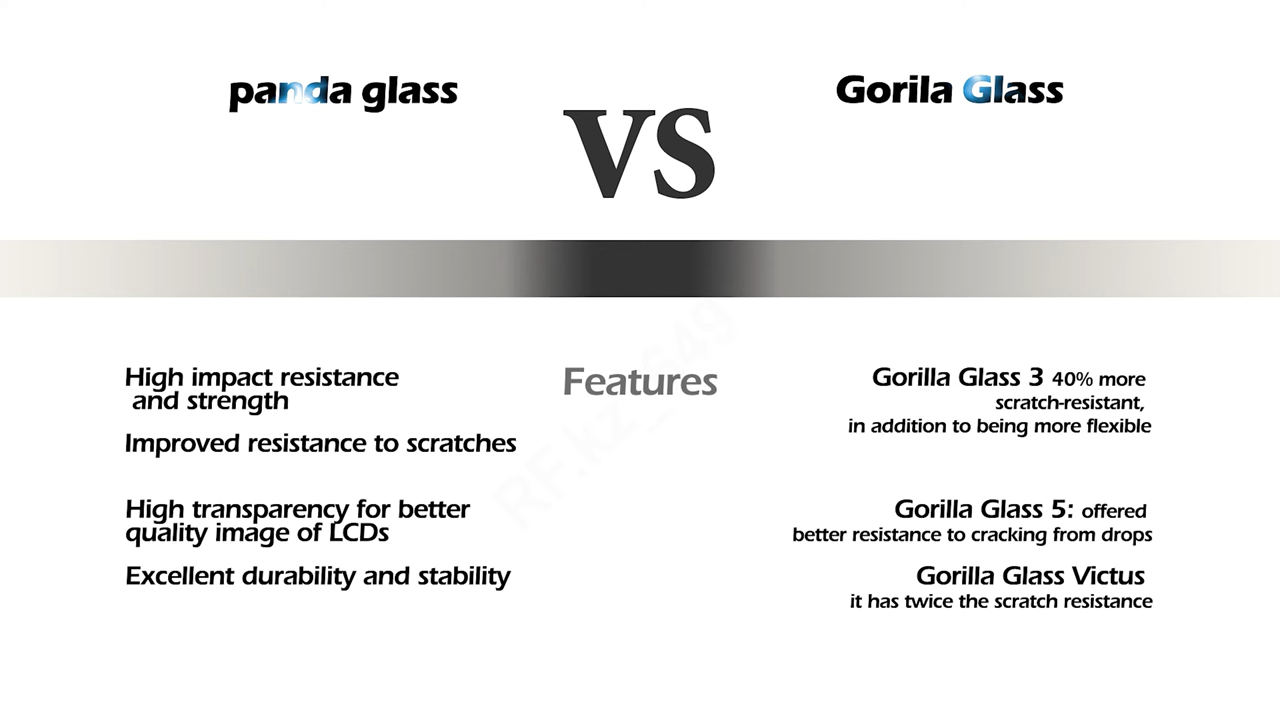 panda glass
VS
Gorila Glass
Features
High impact resistance
and strength
Improved resistance to scratches
High transparency for better
quality image of LCDs
Excellent durability and stability
Gorilla Glass 3 40% more
scratch-resistant,
in addition to being more flexible
Gorilla Glass 5: offered
better resistance to cracking from drops
Gorilla Glass Victus
it has twice the scratch resistance
RF.kz_649